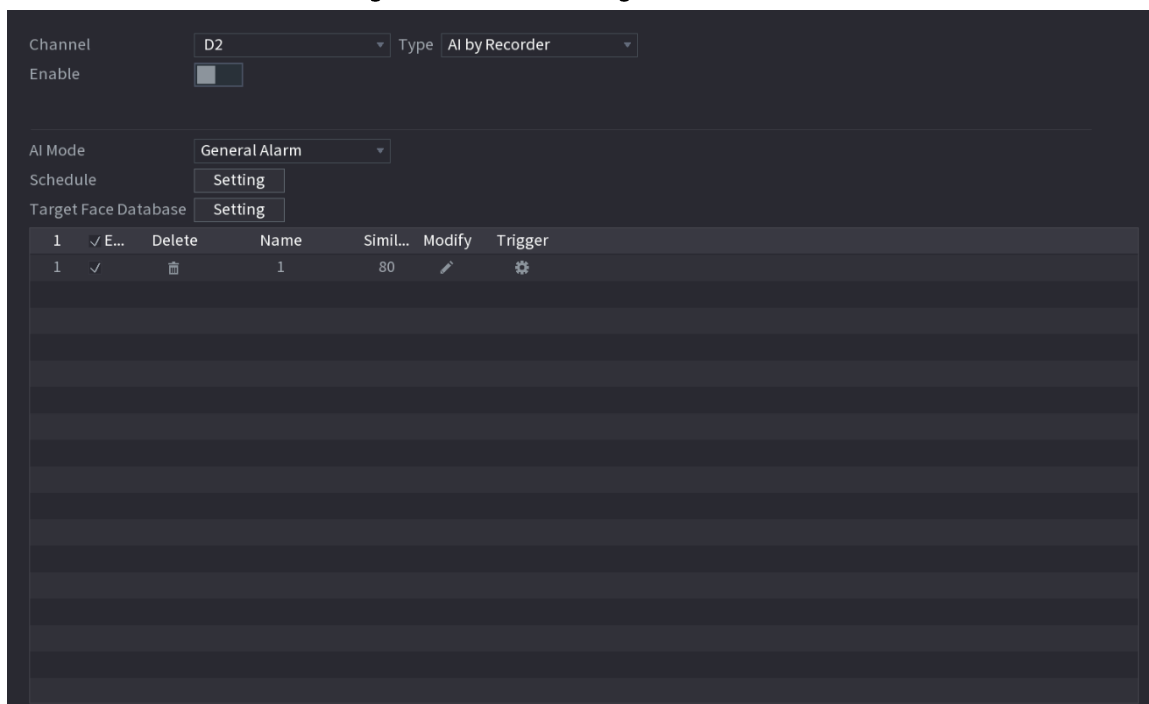 Channel D2 Type AI by Recorder
Enable
AI Mode General Alarm
Schedule Setting
Target Face Database Setting
1 E... Delete Name Simil... Modify Trigger
1 1 80